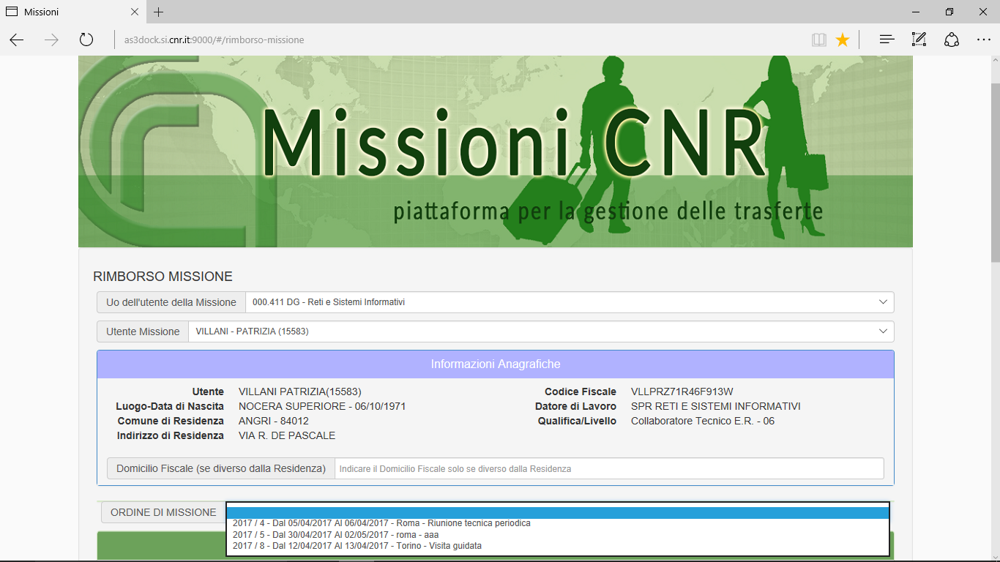 Missioni
as3dock.si.cnr.it:9000/#/rimborso-missione
Missioni CNR
piattaforma per la gestione delle trasferte
RIMBORSO MISSIONE
Uo dell'utente della Missione 000.411 DG - Reti e Sistemi Informativi
Utente Missione VILLANI - PATRIZIA (15583)
Informazioni Anagrafiche
Utente VILLANI PATRIZIA(15583) Codice Fiscale VLLPRZ71R46F913W
Luogo-Data di Nascita NOCERA SUPERIORE - 06/10/1971 Datore di Lavoro SPR RETI E SISTEMI INFORMATIVI
Comune di Residenza ANGRI - 84012 Qualifica/Livello Collaboratore Tecnico E.R. - 06
Indirizzo di Residenza VIA R. DE PASCALE
Domicilio Fiscale (se diverso dalla Residenza) Indicare il Domicilio Fiscale solo se diverso dalla Residenza
ORDINE DI MISSIONE
2017 / 4 - Dal 05/04/2017 Al 06/04/2017 - Roma - Riunione tecnica periodica
2017 / 5 - Dal 30/04/2017 Al 02/05/2017 - roma - aaa
2017 / 8 - Dal 12/04/2017 Al 13/04/2017 - Torino - Visita guidata